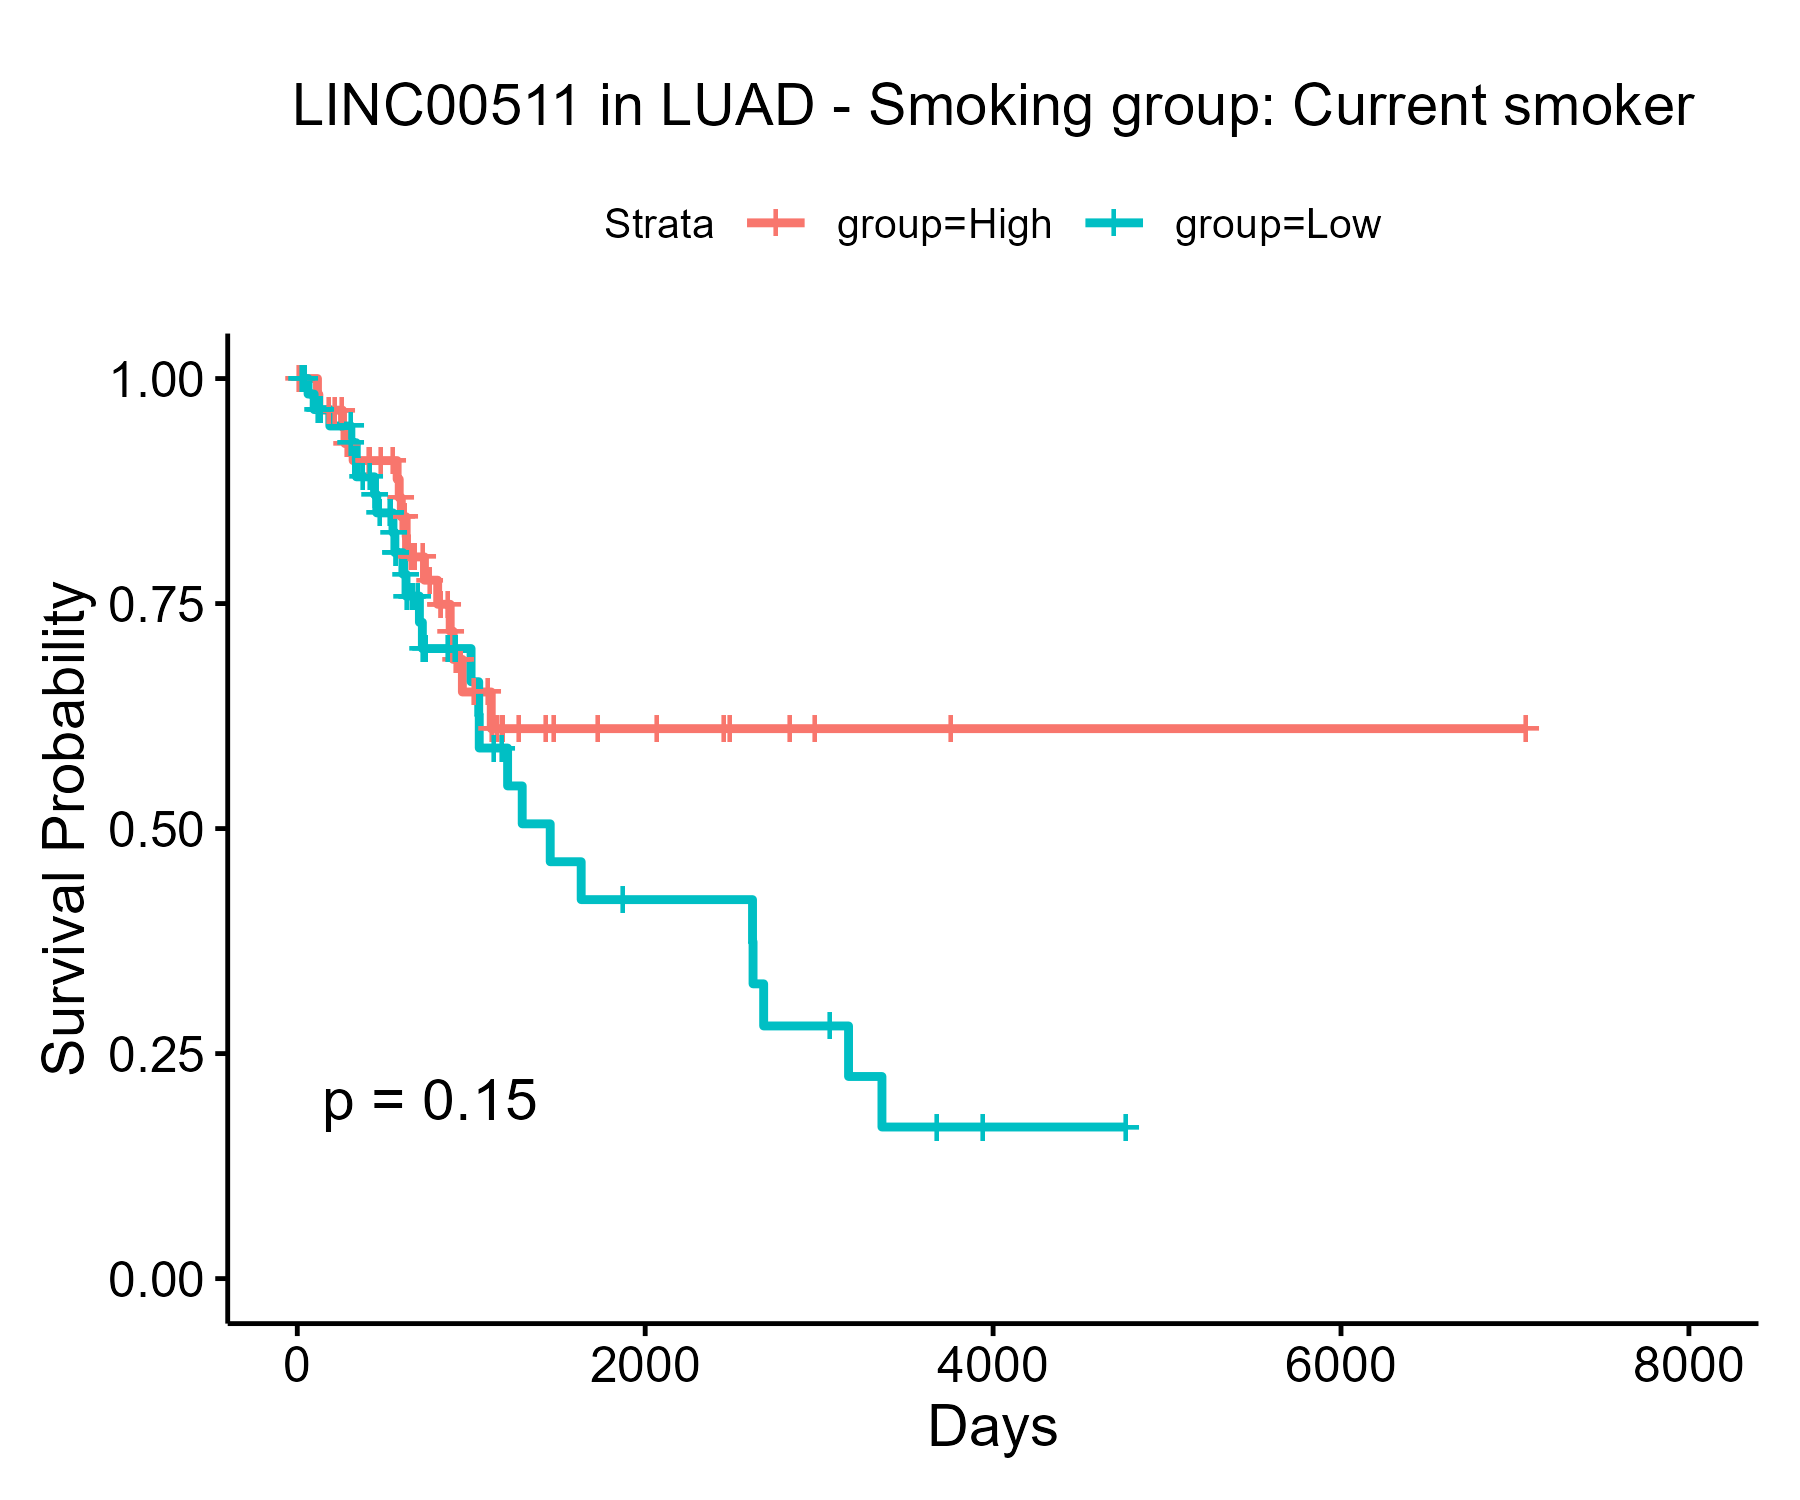 LINC00511 in LUAD - Smoking group: Current smoker
Strata group=High group=Low
Survival Probability
1.00
0.75
0.50
0.25
0.00
p = 0.15
0 2000 4000 6000 8000
Days